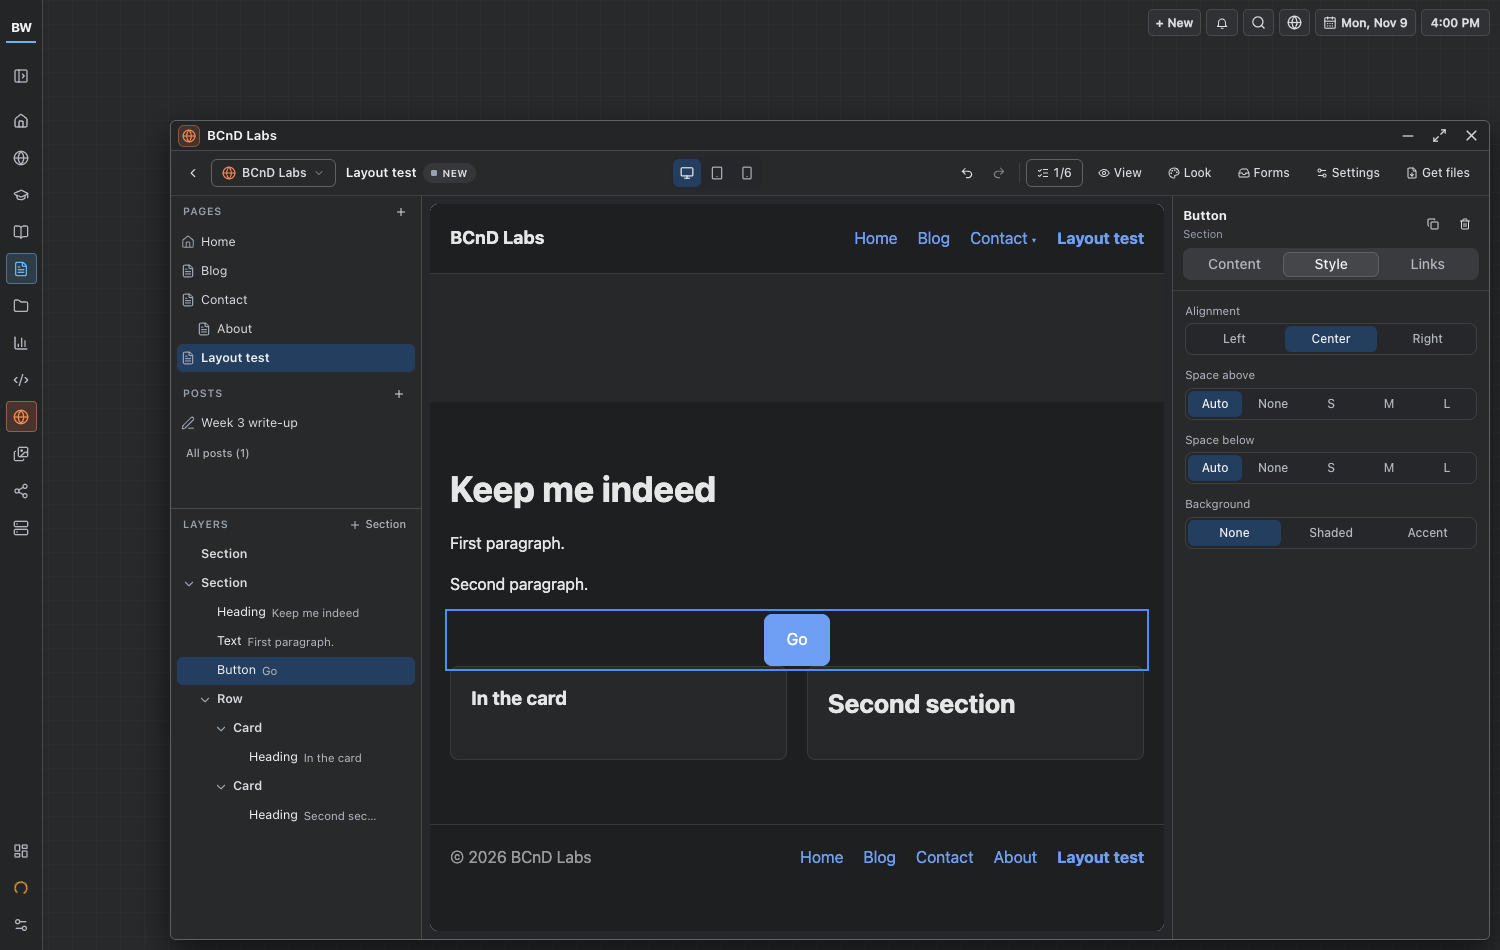 BW
+ New
Mon, Nov 9
4:00 PM
BCnD Labs
BCnD Labs
Layout test
NEW
1/6
View
Look
Forms
Settings
Get files
PAGES
Home
Blog
Contact
About
Layout test
POSTS
Week 3 write-up
All posts (1)
LAYERS
+ Section
Section
Section
Heading Keep me indeed
Text First paragraph.
Button Go
Row
Card
Heading In the card
Card
Heading Second sec...
BCnD Labs
Home Blog Contact Layout test
Keep me indeed
First paragraph.
Second paragraph.
Go
In the card
Second section
© 2026 BCnD Labs
Home Blog Contact About Layout test
Button
Section
Content Style Links
Alignment
Left Center Right
Space above
Auto None S M L
Space below
Auto None S M L
Background
None Shaded Accent